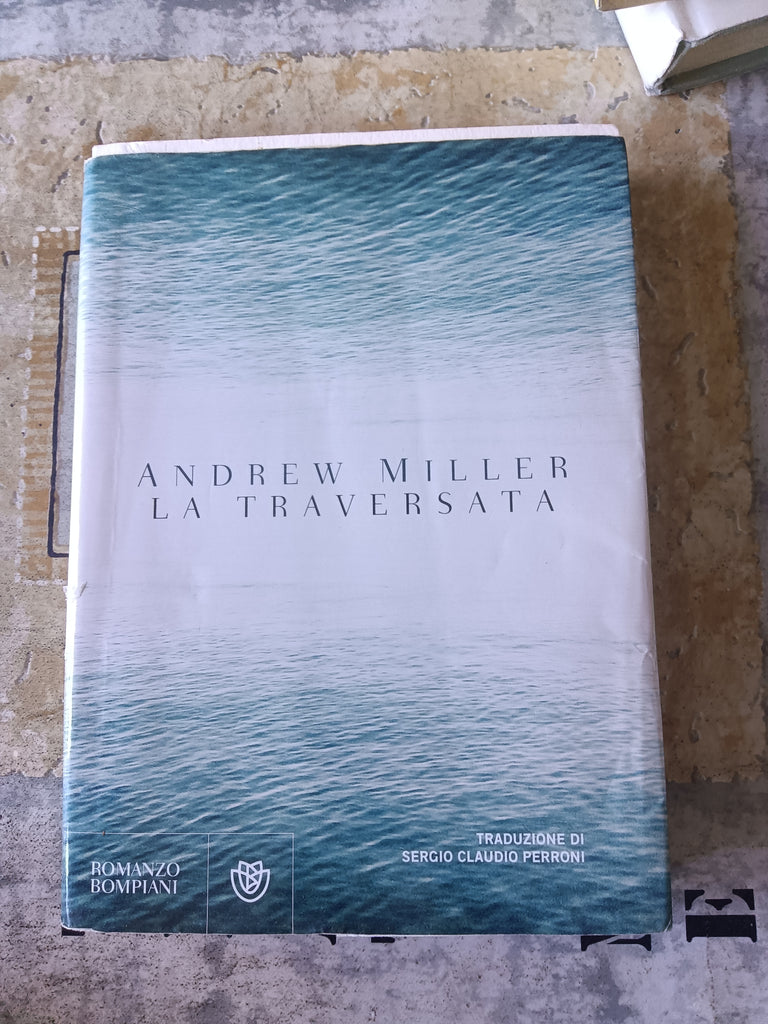 ANDREW MILLER
LA TRAVERSATA
TRADUZIONE DI
SERGIO CLAUDIO PERRONI
ROMANZO
BOMPIANI